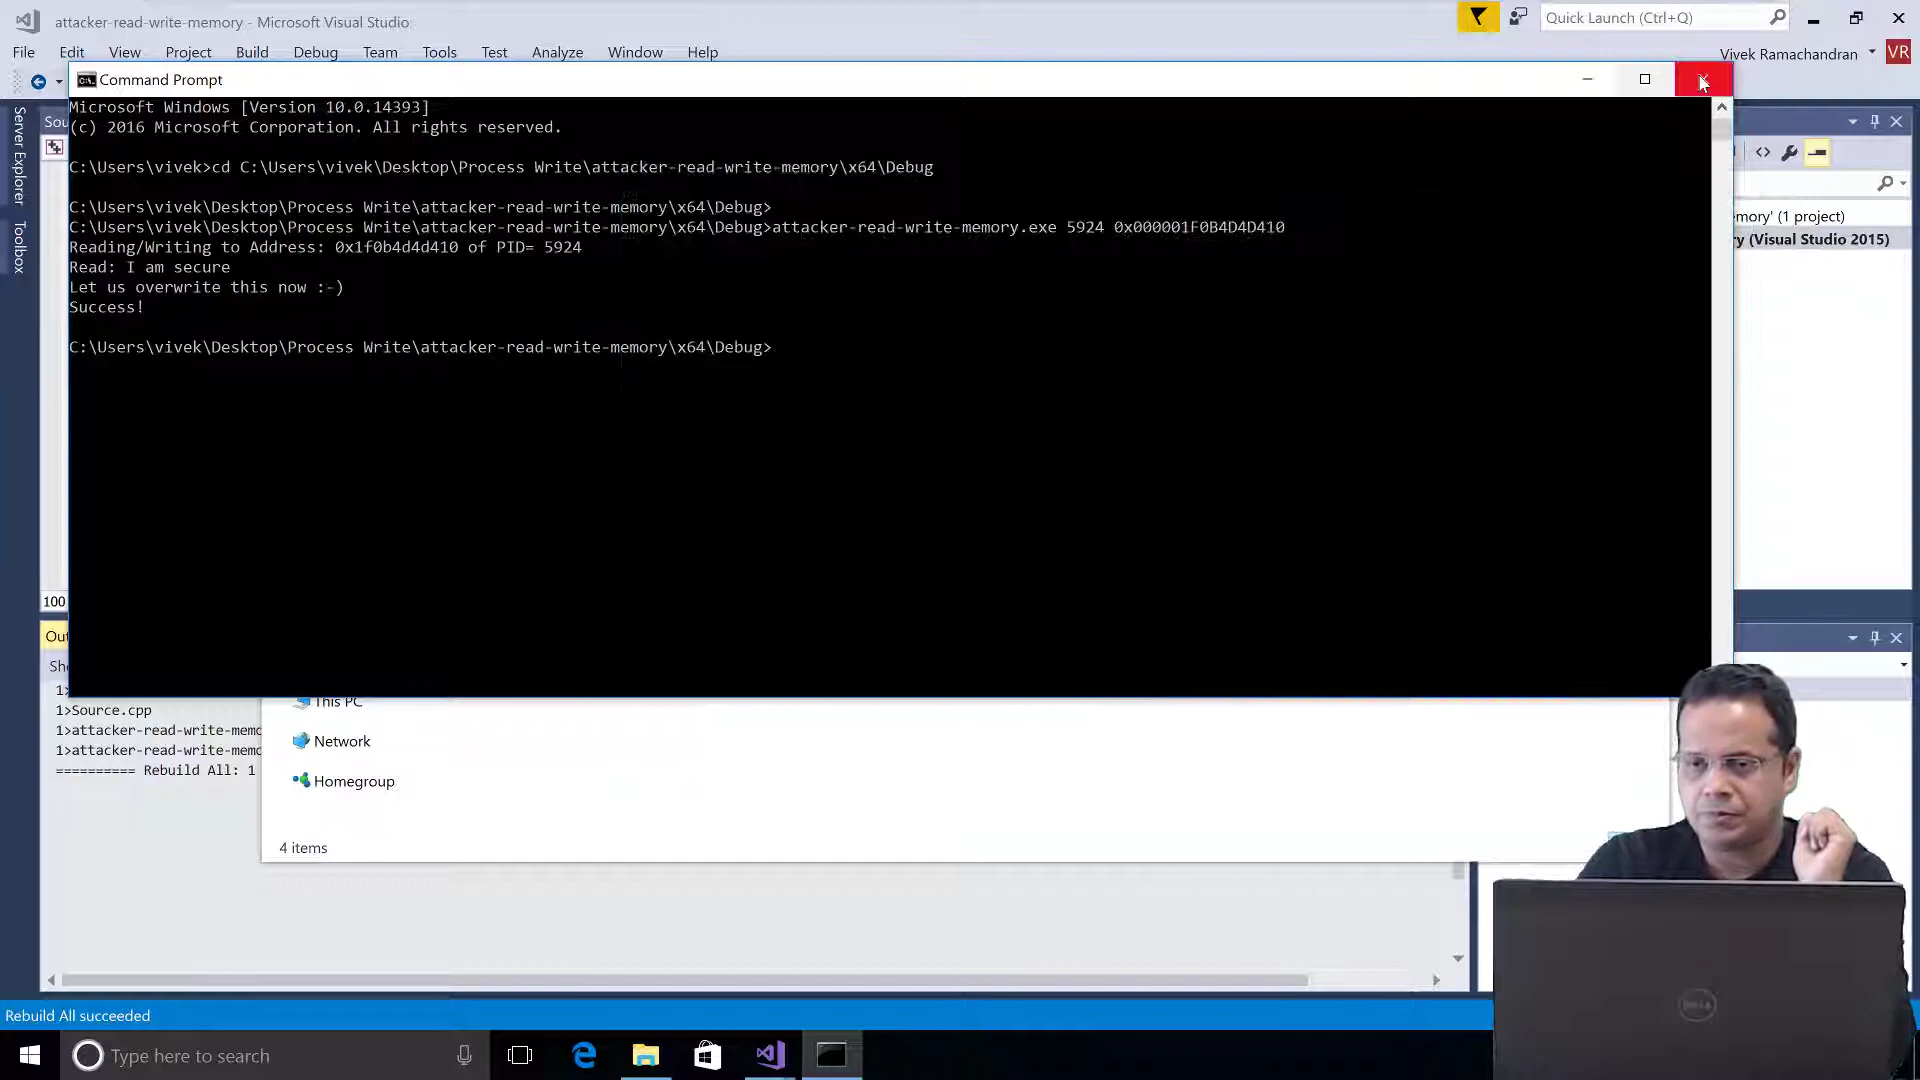 attacker-read-write-memory - Microsoft Visual Studio
Quick Launch (Ctrl+Q)
File Edit View Project Build Debug Team Tools Test Analyze Window Help
Vivek Ramachandran VR
Command Prompt
Server Explorer
Toolbox
Sou
Microsoft Windows [Version 10.0.14393]
(c) 2016 Microsoft Corporation. All rights reserved.
C:\Users\vivek>cd C:\Users\vivek\Desktop\Process Write\attacker-read-write-memory\x64\Debug
C:\Users\vivek\Desktop\Process Write\attacker-read-write-memory\x64\Debug>
C:\Users\vivek\Desktop\Process Write\attacker-read-write-memory\x64\Debug>attacker-read-write-memory.exe 5924 0x000001F0B4D4D410
Reading/Writing to Address: 0x1f0b4d4d410 of PID= 5924
Read: I am secure
Let us overwrite this now :-)
Success!
C:\Users\vivek\Desktop\Process Write\attacker-read-write-memory\x64\Debug>
mory' (1 project)
ry (Visual Studio 2015)
100
Out
Sh
1>
1>Source.cpp
1>attacker-read-write-memo
1>attacker-read-write-memo
========== Rebuild All: 1
This PC
Network
Homegroup
4 items
Rebuild All succeeded
Type here to search
DELL